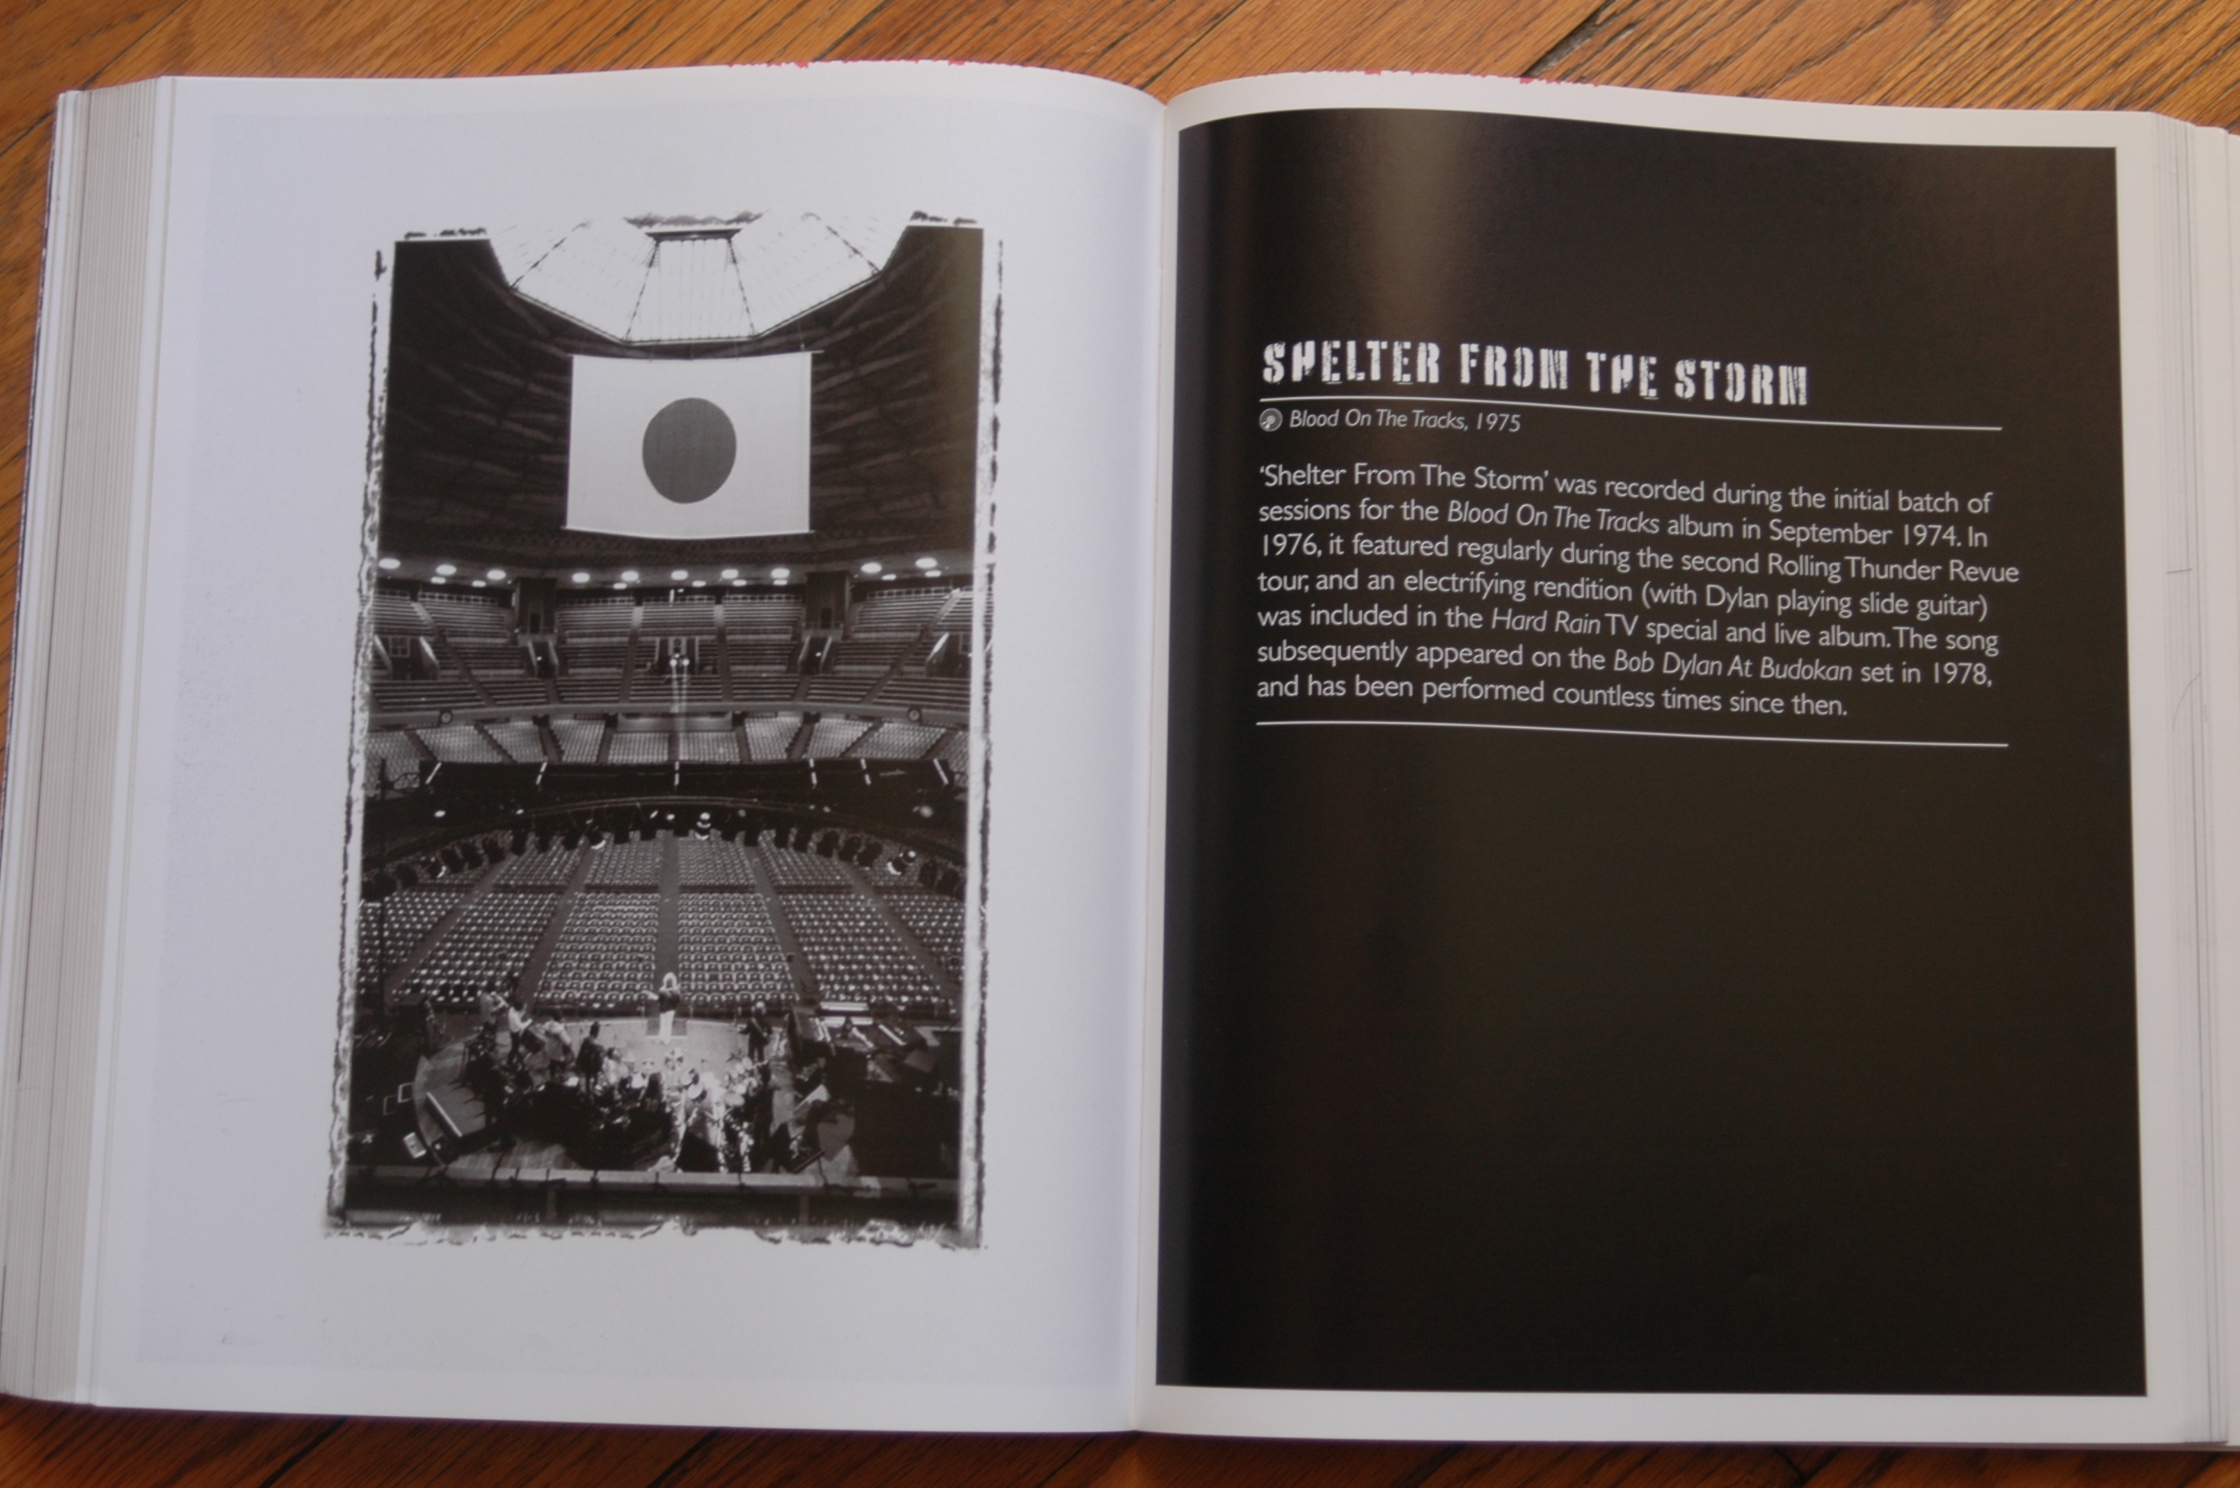 SHELTER FROM THE STORM
Blood On The Tracks, 1975
‘Shelter From The Storm’ was recorded during the initial batch of
sessions for the Blood On The Tracks album in September 1974. In
1976, it featured regularly during the second Rolling Thunder Revue
tour, and an electrifying rendition (with Dylan playing slide guitar)
was included in the Hard Rain TV special and live album. The song
subsequently appeared on the Bob Dylan At Budokan set in 1978,
and has been performed countless times since then.